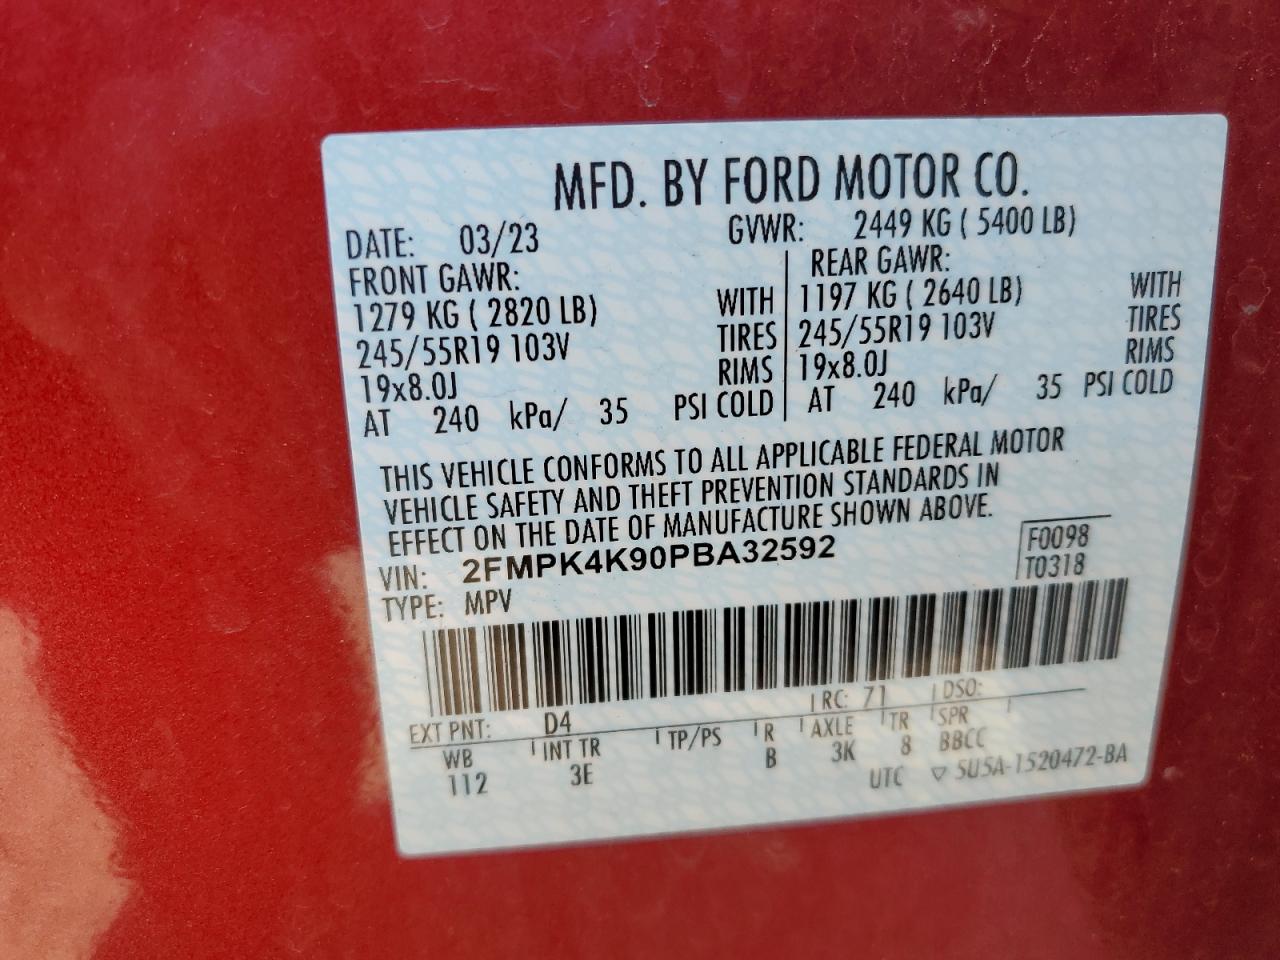 MFD. BY FORD MOTOR CO.
DATE: 03/23 GVWR: 2449 KG ( 5400 LB)
FRONT GAWR: REAR GAWR:
1279 KG ( 2820 LB) WITH 1197 KG ( 2640 LB) WITH
245/55R19 103V TIRES 245/55R19 103V TIRES
19x8.0J RIMS 19x8.0J RIMS
AT 240 kPa/ 35 PSI COLD AT 240 kPa/ 35 PSI COLD
THIS VEHICLE CONFORMS TO ALL APPLICABLE FEDERAL MOTOR
VEHICLE SAFETY AND THEFT PREVENTION STANDARDS IN
EFFECT ON THE DATE OF MANUFACTURE SHOWN ABOVE.
VIN: 2FMPK4K90PBA32592 F0098
TYPE: MPV T0318
EXT PNT: D4 RC: 71 DSO:
WB INT TR TP/PS R AXLE TR SPR
112 3E B 3K 8 BBCC
UTC ▽ 5U5A-1520472-BA